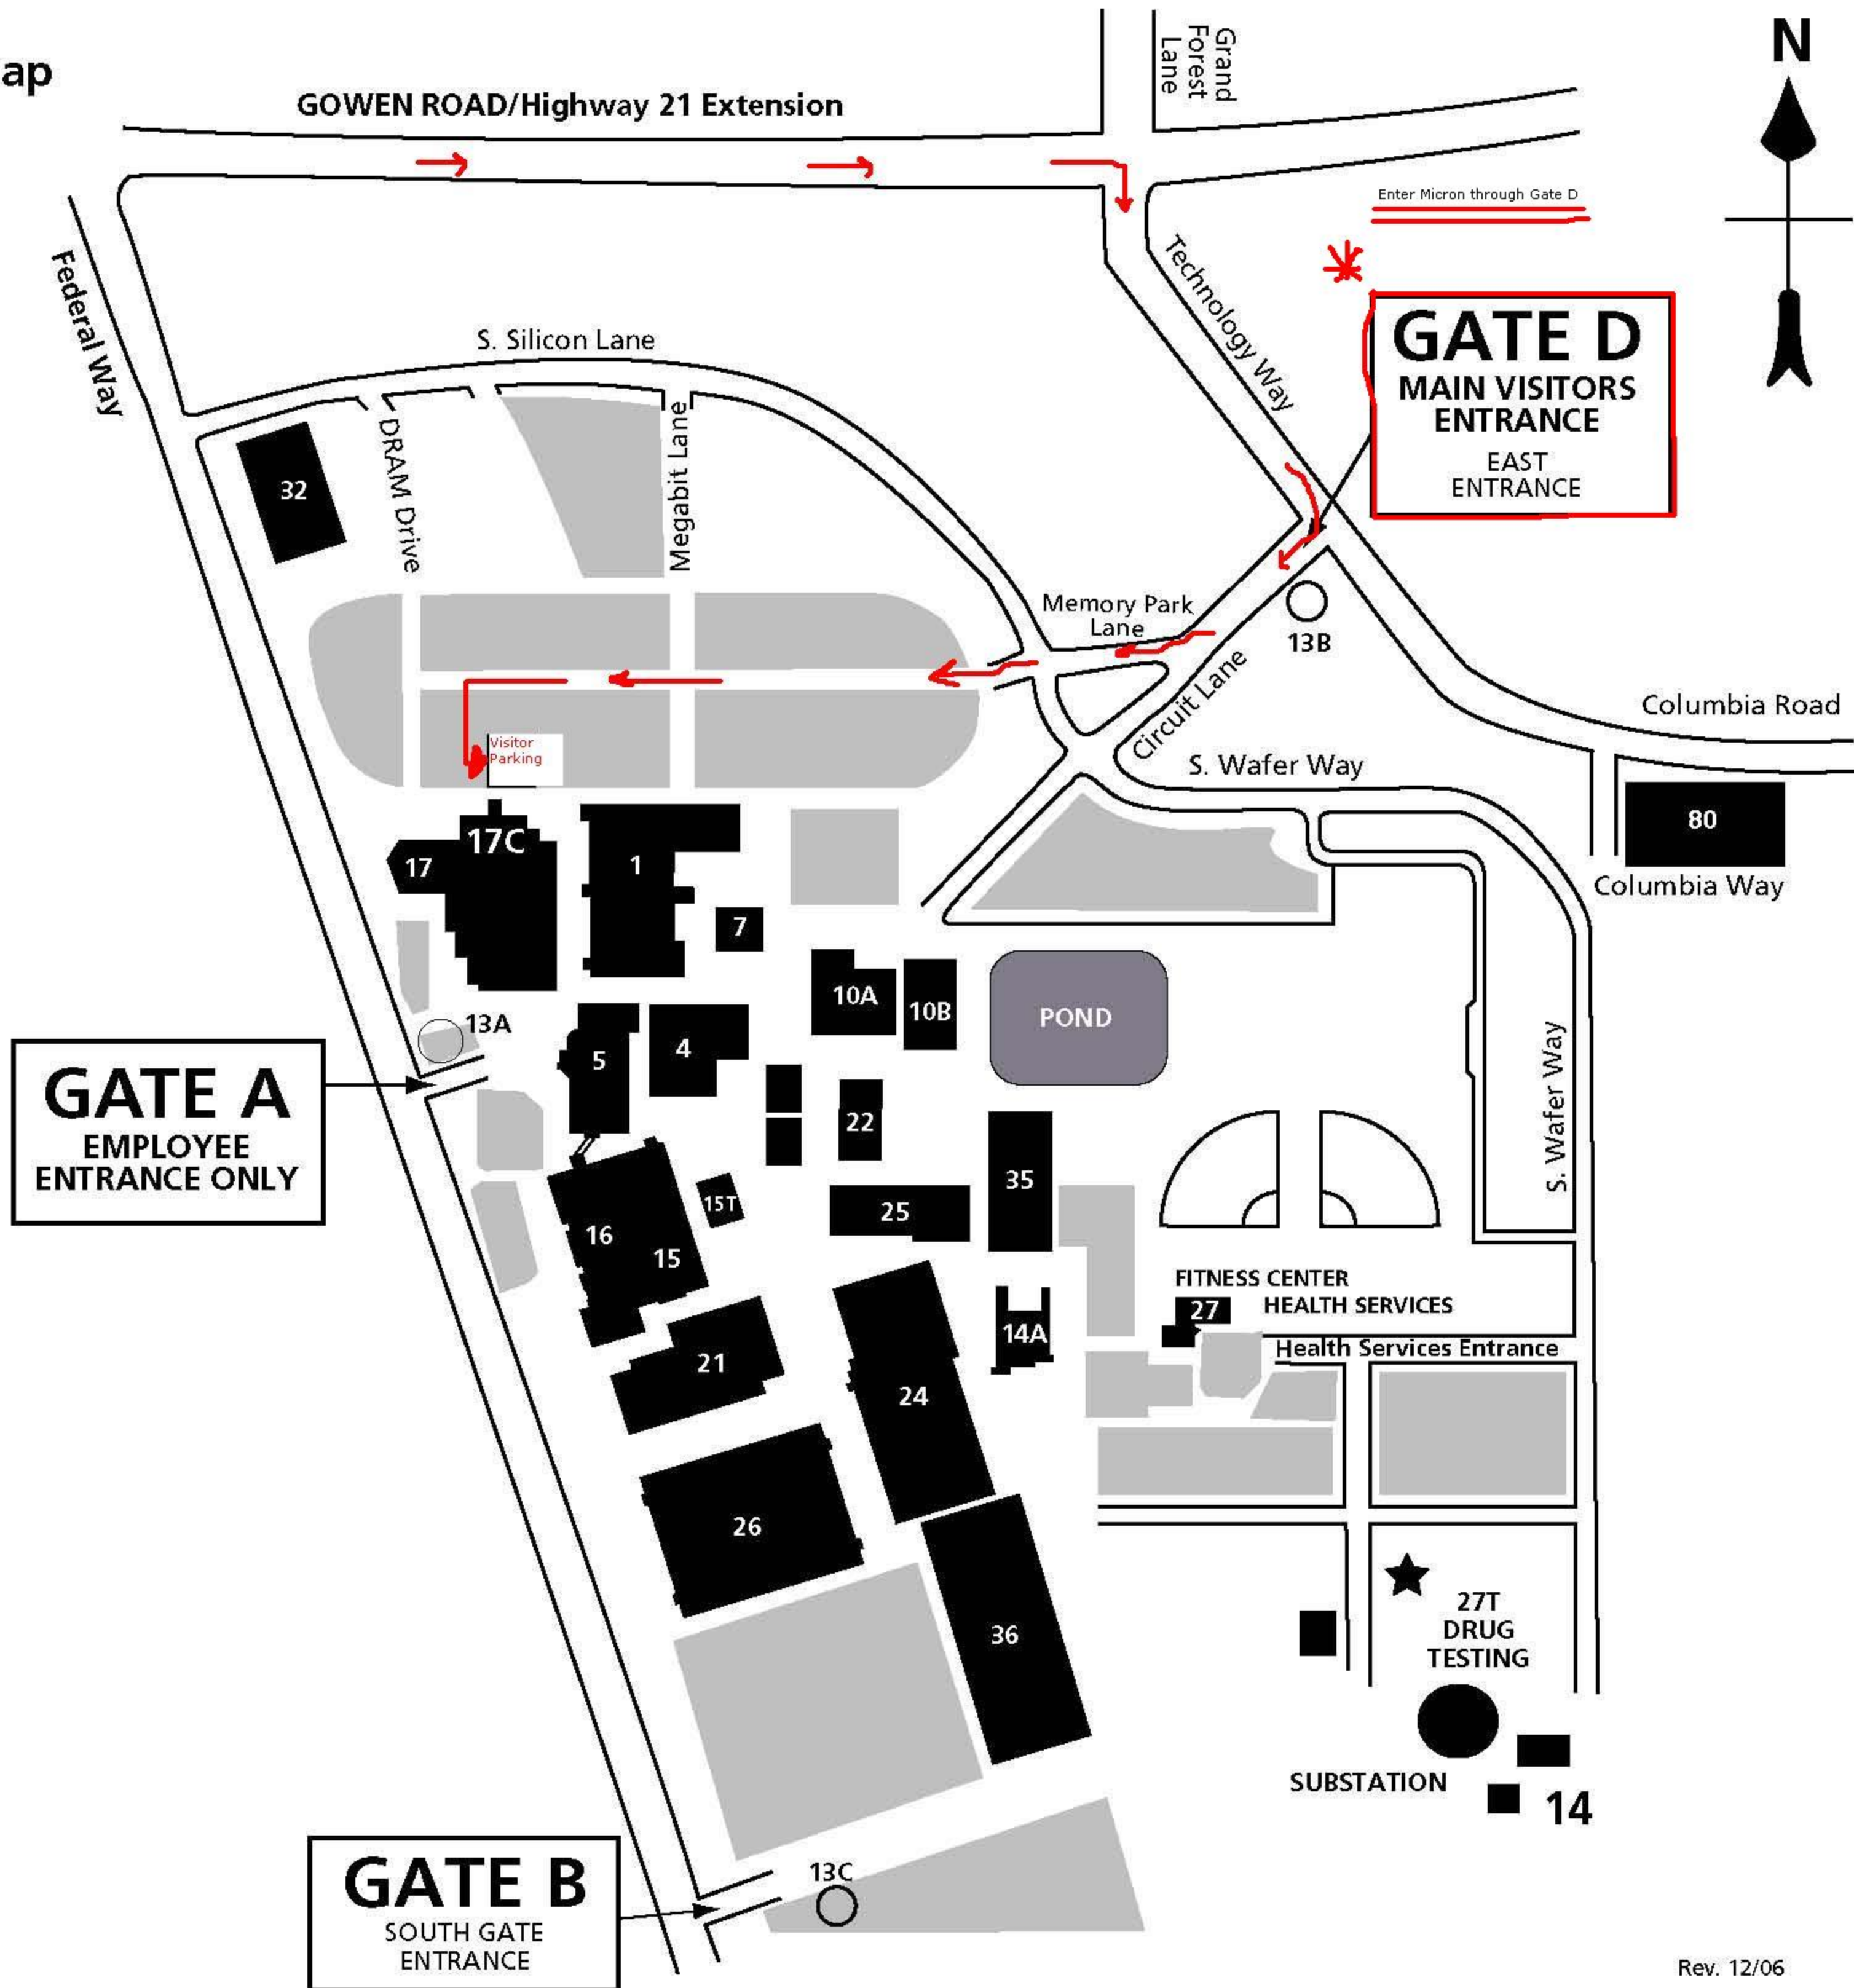 ap
GOWEN ROAD/Highway 21 Extension
Grand
Forest
Lane
N
Enter Micron through Gate D
Federal Way
Technology Way
GATE D
MAIN VISITORS
ENTRANCE
EAST
ENTRANCE
S. Silicon Lane
32
DRAM Drive
Megabit Lane
Memory Park
Lane
13B
Circuit Lane
Columbia Road
Visitor
Parking
S. Wafer Way
80
Columbia Way
17C
17
1
7
10A
10B
POND
13A
5
4
GATE A
EMPLOYEE
ENTRANCE ONLY
22
S. Wafer Way
35
15T
25
16
15
FITNESS CENTER
27
HEALTH SERVICES
14A
Health Services Entrance
21
24
26
27T
DRUG
TESTING
36
SUBSTATION
14
GATE B
SOUTH GATE
ENTRANCE
13C
Rev. 12/06